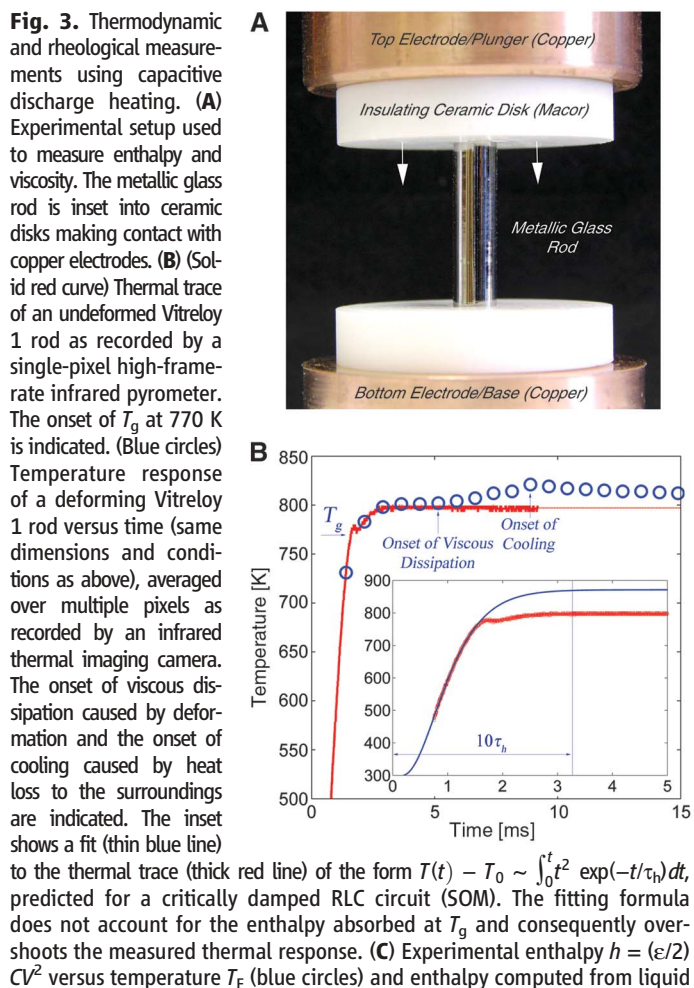 Fig. 3. Thermodynamic
and rheological measure-
ments using capacitive
discharge heating. (A)
Experimental setup used
to measure enthalpy and
viscosity. The metallic glass
rod is inset into ceramic
disks making contact with
copper electrodes. (B) (Sol-
id red curve) Thermal trace
of an undeformed Vitreloy
1 rod as recorded by a
single-pixel high-frame-
rate infrared pyrometer.
The onset of Tg at 770 K
is indicated. (Blue circles)
Temperature response
of a deforming Vitreloy
1 rod versus time (same
dimensions and condi-
tions as above), averaged
over multiple pixels as
recorded by an infrared
thermal imaging camera.
The onset of viscous dis-
sipation caused by defor-
mation and the onset of
cooling caused by heat
loss to the surroundings
are indicated. The inset
shows a fit (thin blue line)
to the thermal trace (thick red line) of the form T(t) − T0 ~ ∫0t t2 exp(−t/τh)dt,
predicted for a critically damped RLC circuit (SOM). The fitting formula
does not account for the enthalpy absorbed at Tg and consequently over-
shoots the measured thermal response. (C) Experimental enthalpy h = (ε/2)
CV2 versus temperature TF (blue circles) and enthalpy computed from liquid
A
Top Electrode/Plunger (Copper)
Insulating Ceramic Disk (Macor)
Metallic Glass
Rod
Bottom Electrode/Base (Copper)
B
850
800
750
700
650
600
550
500
Temperature [K]
Tg
Onset of Viscous
Dissipation
Onset of
Cooling
900
800
700
600
500
400
300
10τh
0 1 2 3 4 5
0 5 10 15
Time [ms]